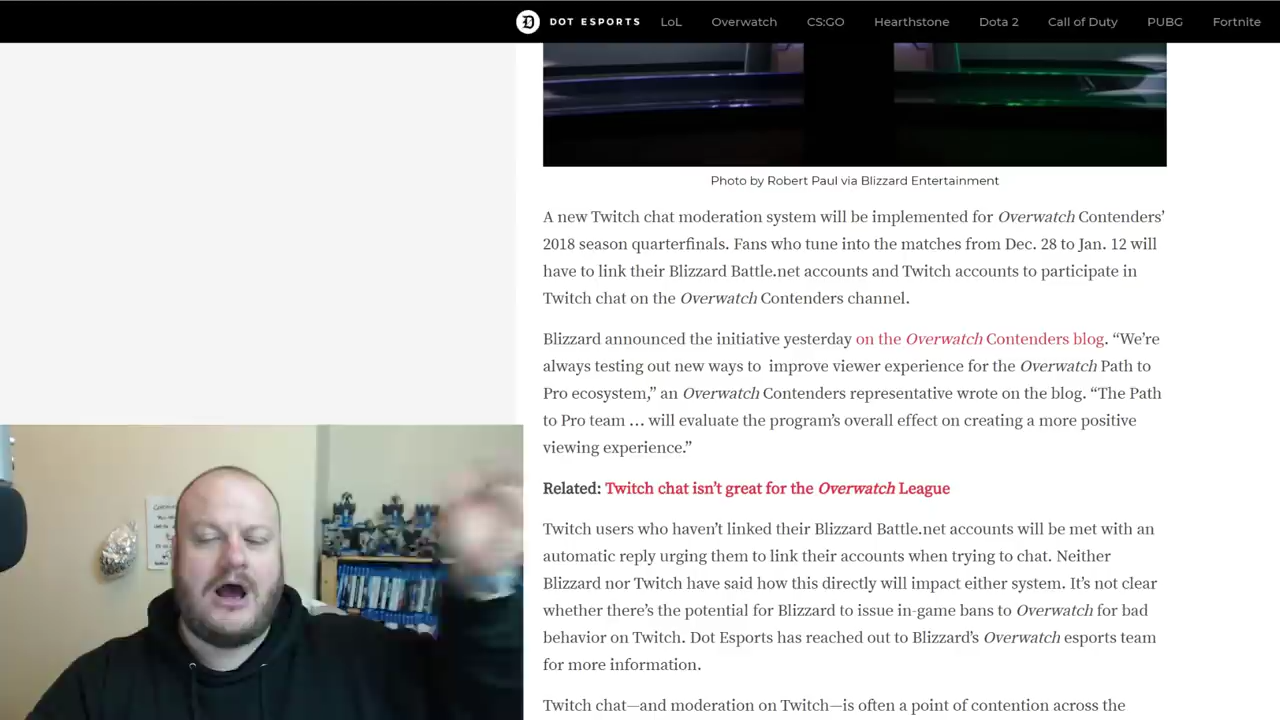 DOT ESPORTS LoL Overwatch CS:GO Hearthstone Dota 2 Call of Duty PUBG Fortnite
Photo by Robert Paul via Blizzard Entertainment
A new Twitch chat moderation system will be implemented for Overwatch Contenders’
2018 season quarterfinals. Fans who tune into the matches from Dec. 28 to Jan. 12 will
have to link their Blizzard Battle.net accounts and Twitch accounts to participate in
Twitch chat on the Overwatch Contenders channel.
Blizzard announced the initiative yesterday on the Overwatch Contenders blog. “We’re
always testing out new ways to improve viewer experience for the Overwatch Path to
Pro ecosystem,” an Overwatch Contenders representative wrote on the blog. “The Path
to Pro team … will evaluate the program’s overall effect on creating a more positive
viewing experience.”
Related: Twitch chat isn’t great for the Overwatch League
Twitch users who haven’t linked their Blizzard Battle.net accounts will be met with an
automatic reply urging them to link their accounts when trying to chat. Neither
Blizzard nor Twitch have said how this directly will impact either system. It’s not clear
whether there’s the potential for Blizzard to issue in-game bans to Overwatch for bad
behavior on Twitch. Dot Esports has reached out to Blizzard’s Overwatch esports team
for more information.
Twitch chat—and moderation on Twitch—is often a point of contention across the